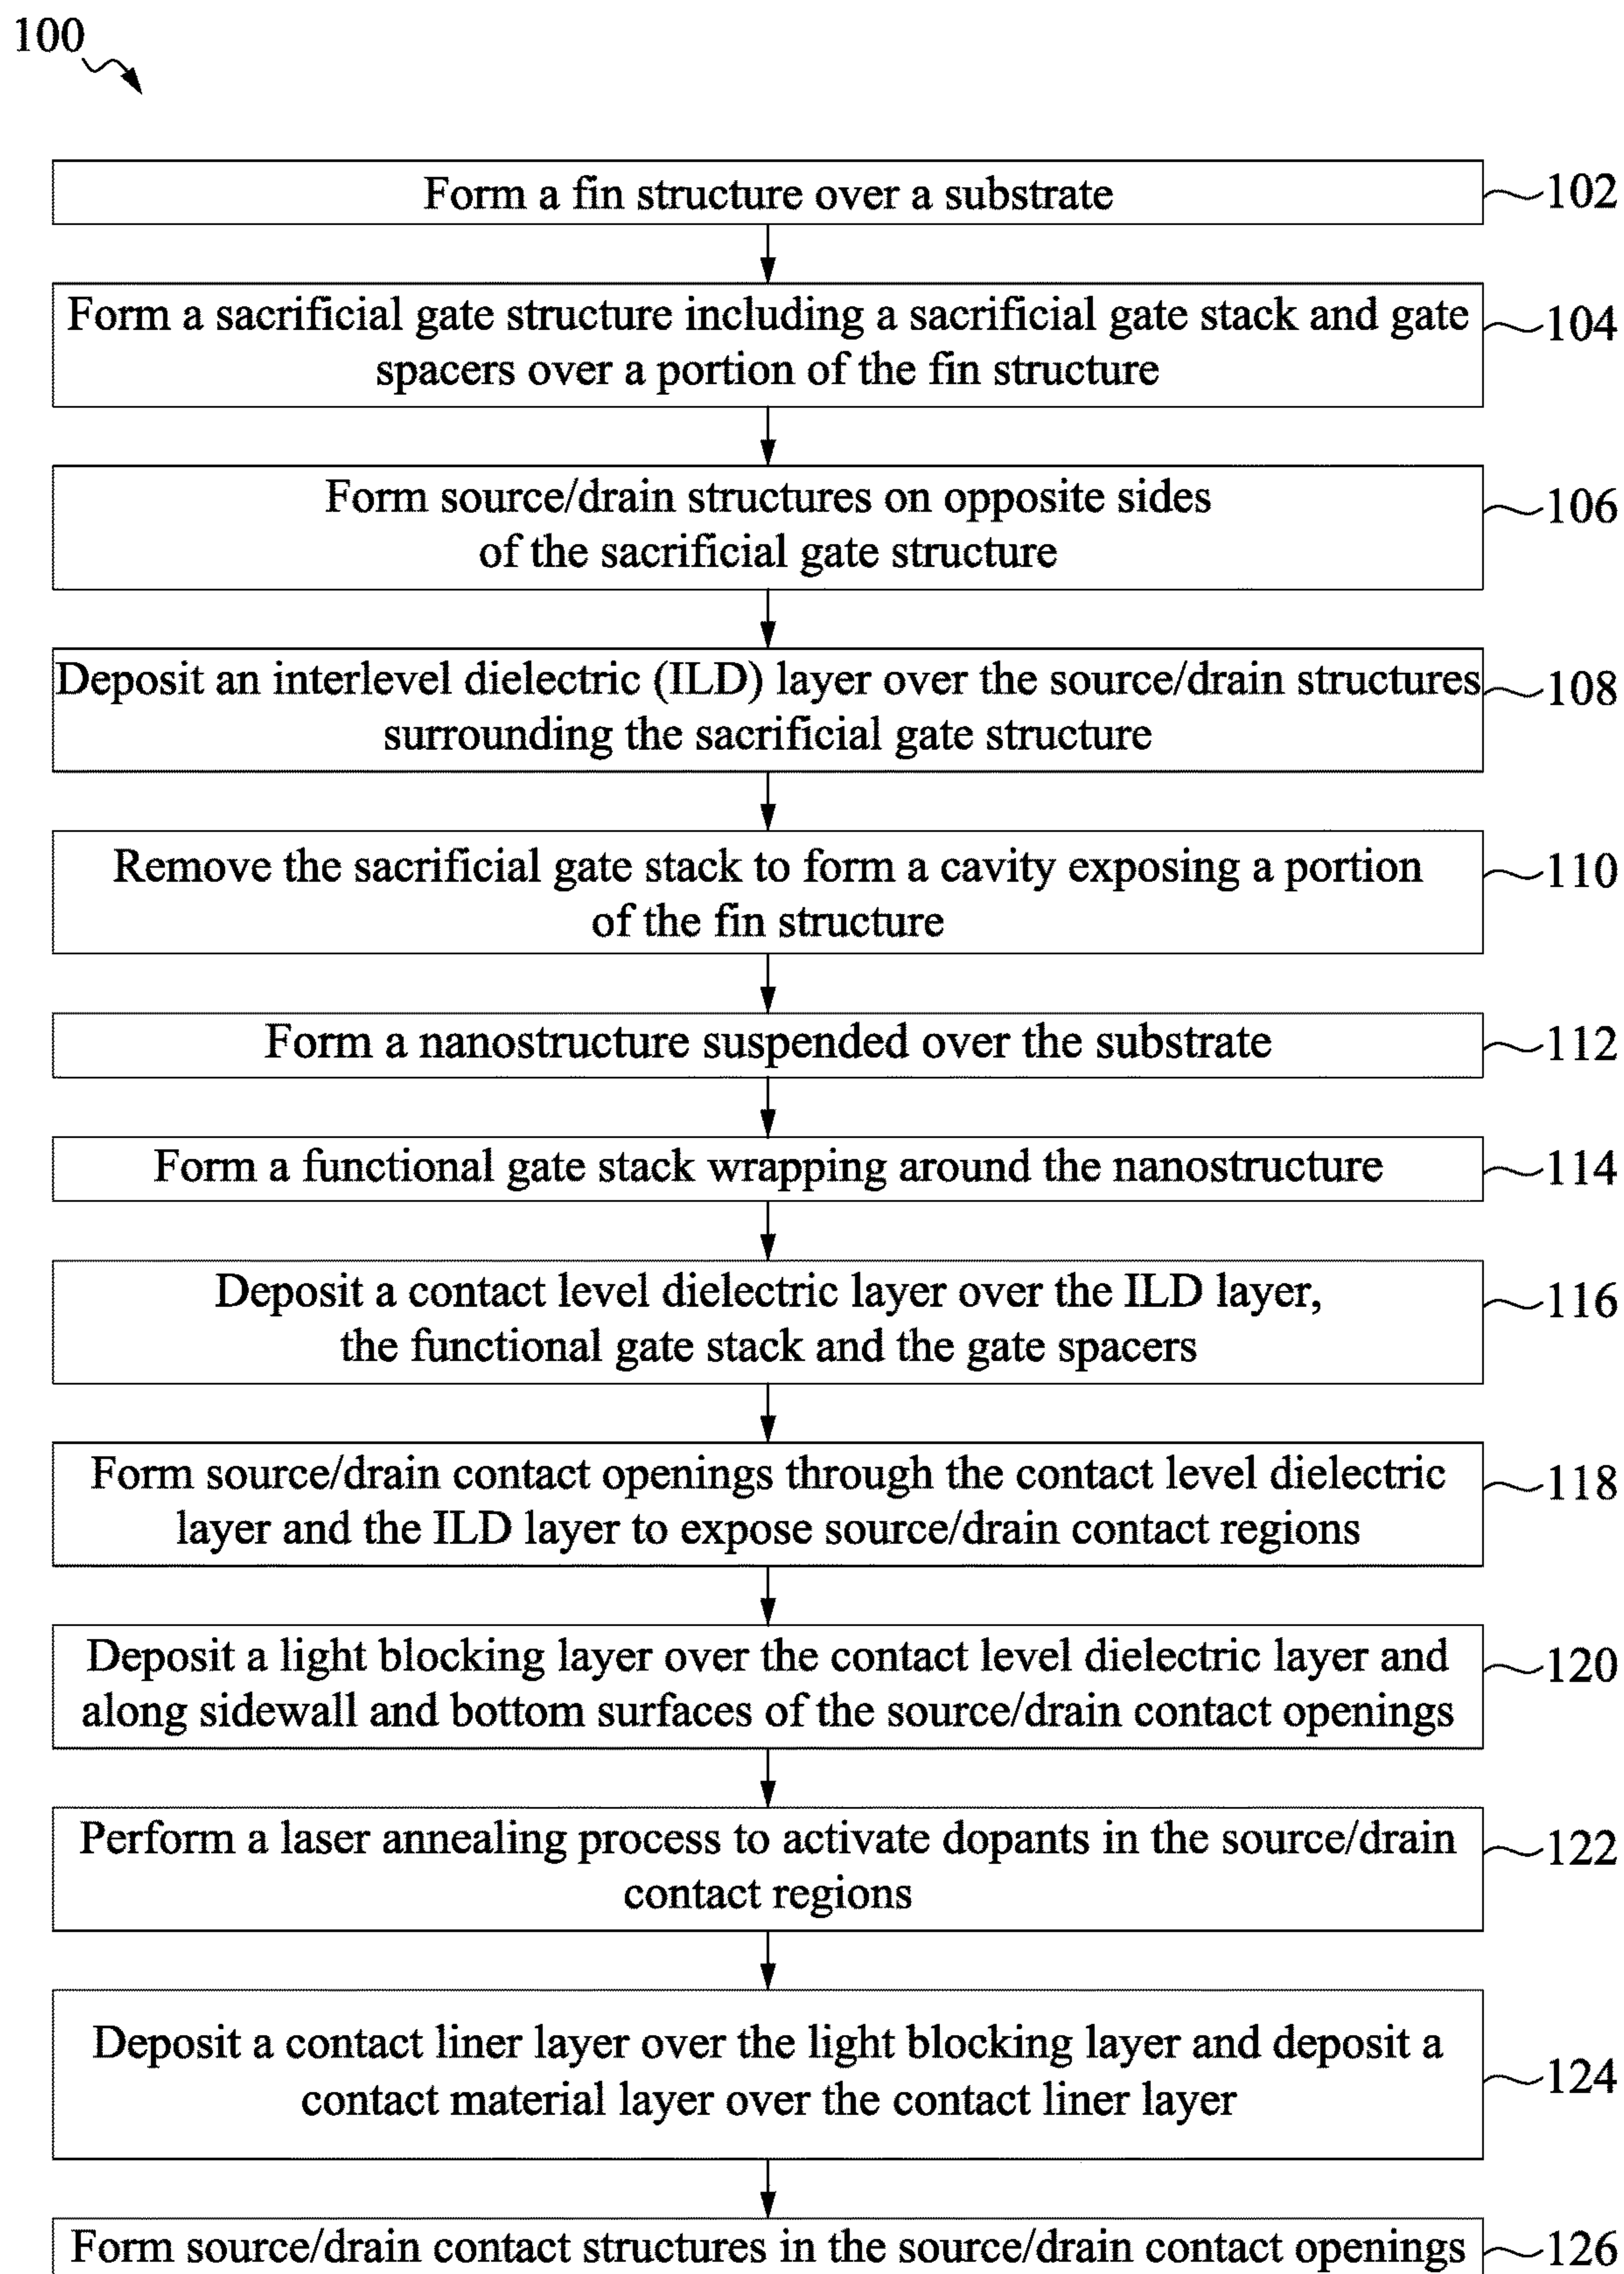 100
Form a fin structure over a substrate
102
Form a sacrificial gate structure including a sacrificial gate stack and gate
spacers over a portion of the fin structure
104
Form source/drain structures on opposite sides
of the sacrificial gate structure
106
Deposit an interlevel dielectric (ILD) layer over the source/drain structures
surrounding the sacrificial gate structure
108
Remove the sacrificial gate stack to form a cavity exposing a portion
of the fin structure
110
Form a nanostructure suspended over the substrate
112
Form a functional gate stack wrapping around the nanostructure
114
Deposit a contact level dielectric layer over the ILD layer,
the functional gate stack and the gate spacers
116
Form source/drain contact openings through the contact level dielectric
layer and the ILD layer to expose source/drain contact regions
118
Deposit a light blocking layer over the contact level dielectric layer and
along sidewall and bottom surfaces of the source/drain contact openings
120
Perform a laser annealing process to activate dopants in the source/drain
contact regions
122
Deposit a contact liner layer over the light blocking layer and deposit a
contact material layer over the contact liner layer
124
Form source/drain contact structures in the source/drain contact openings
126